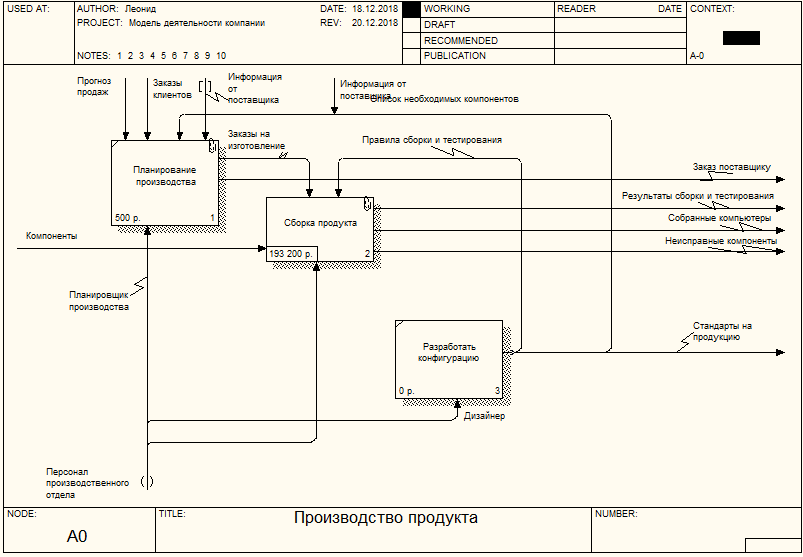 USED AT:
AUTHOR: Леонид
DATE: 18.12.2018
WORKING
READER
DATE
CONTEXT:
PROJECT: Модель деятельности компании
REV: 20.12.2018
DRAFT
RECOMMENDED
NOTES: 1 2 3 4 5 6 7 8 9 10
PUBLICATION
A-0
Прогноз
продаж
Заказы
клиентов
Информация
от
поставщика
Информация от
поставщика
Список необходимых компонентов
Заказы на
изготовление
Правила сборки и тестирования
Планирование
производства
500 р.
1
Заказ поставщику
Результаты сборки и тестирования
Сборка продукта
193 200 р.
2
Собранные компьютеры
Неисправные компоненты
Компоненты
Планировщик
производства
Разработать
конфигурацию
0 р.
3
Стандарты на
продукцию
Дизайнер
Персонал
производственного
отдела
NODE:
TITLE:
NUMBER:
Производство продукта
A0